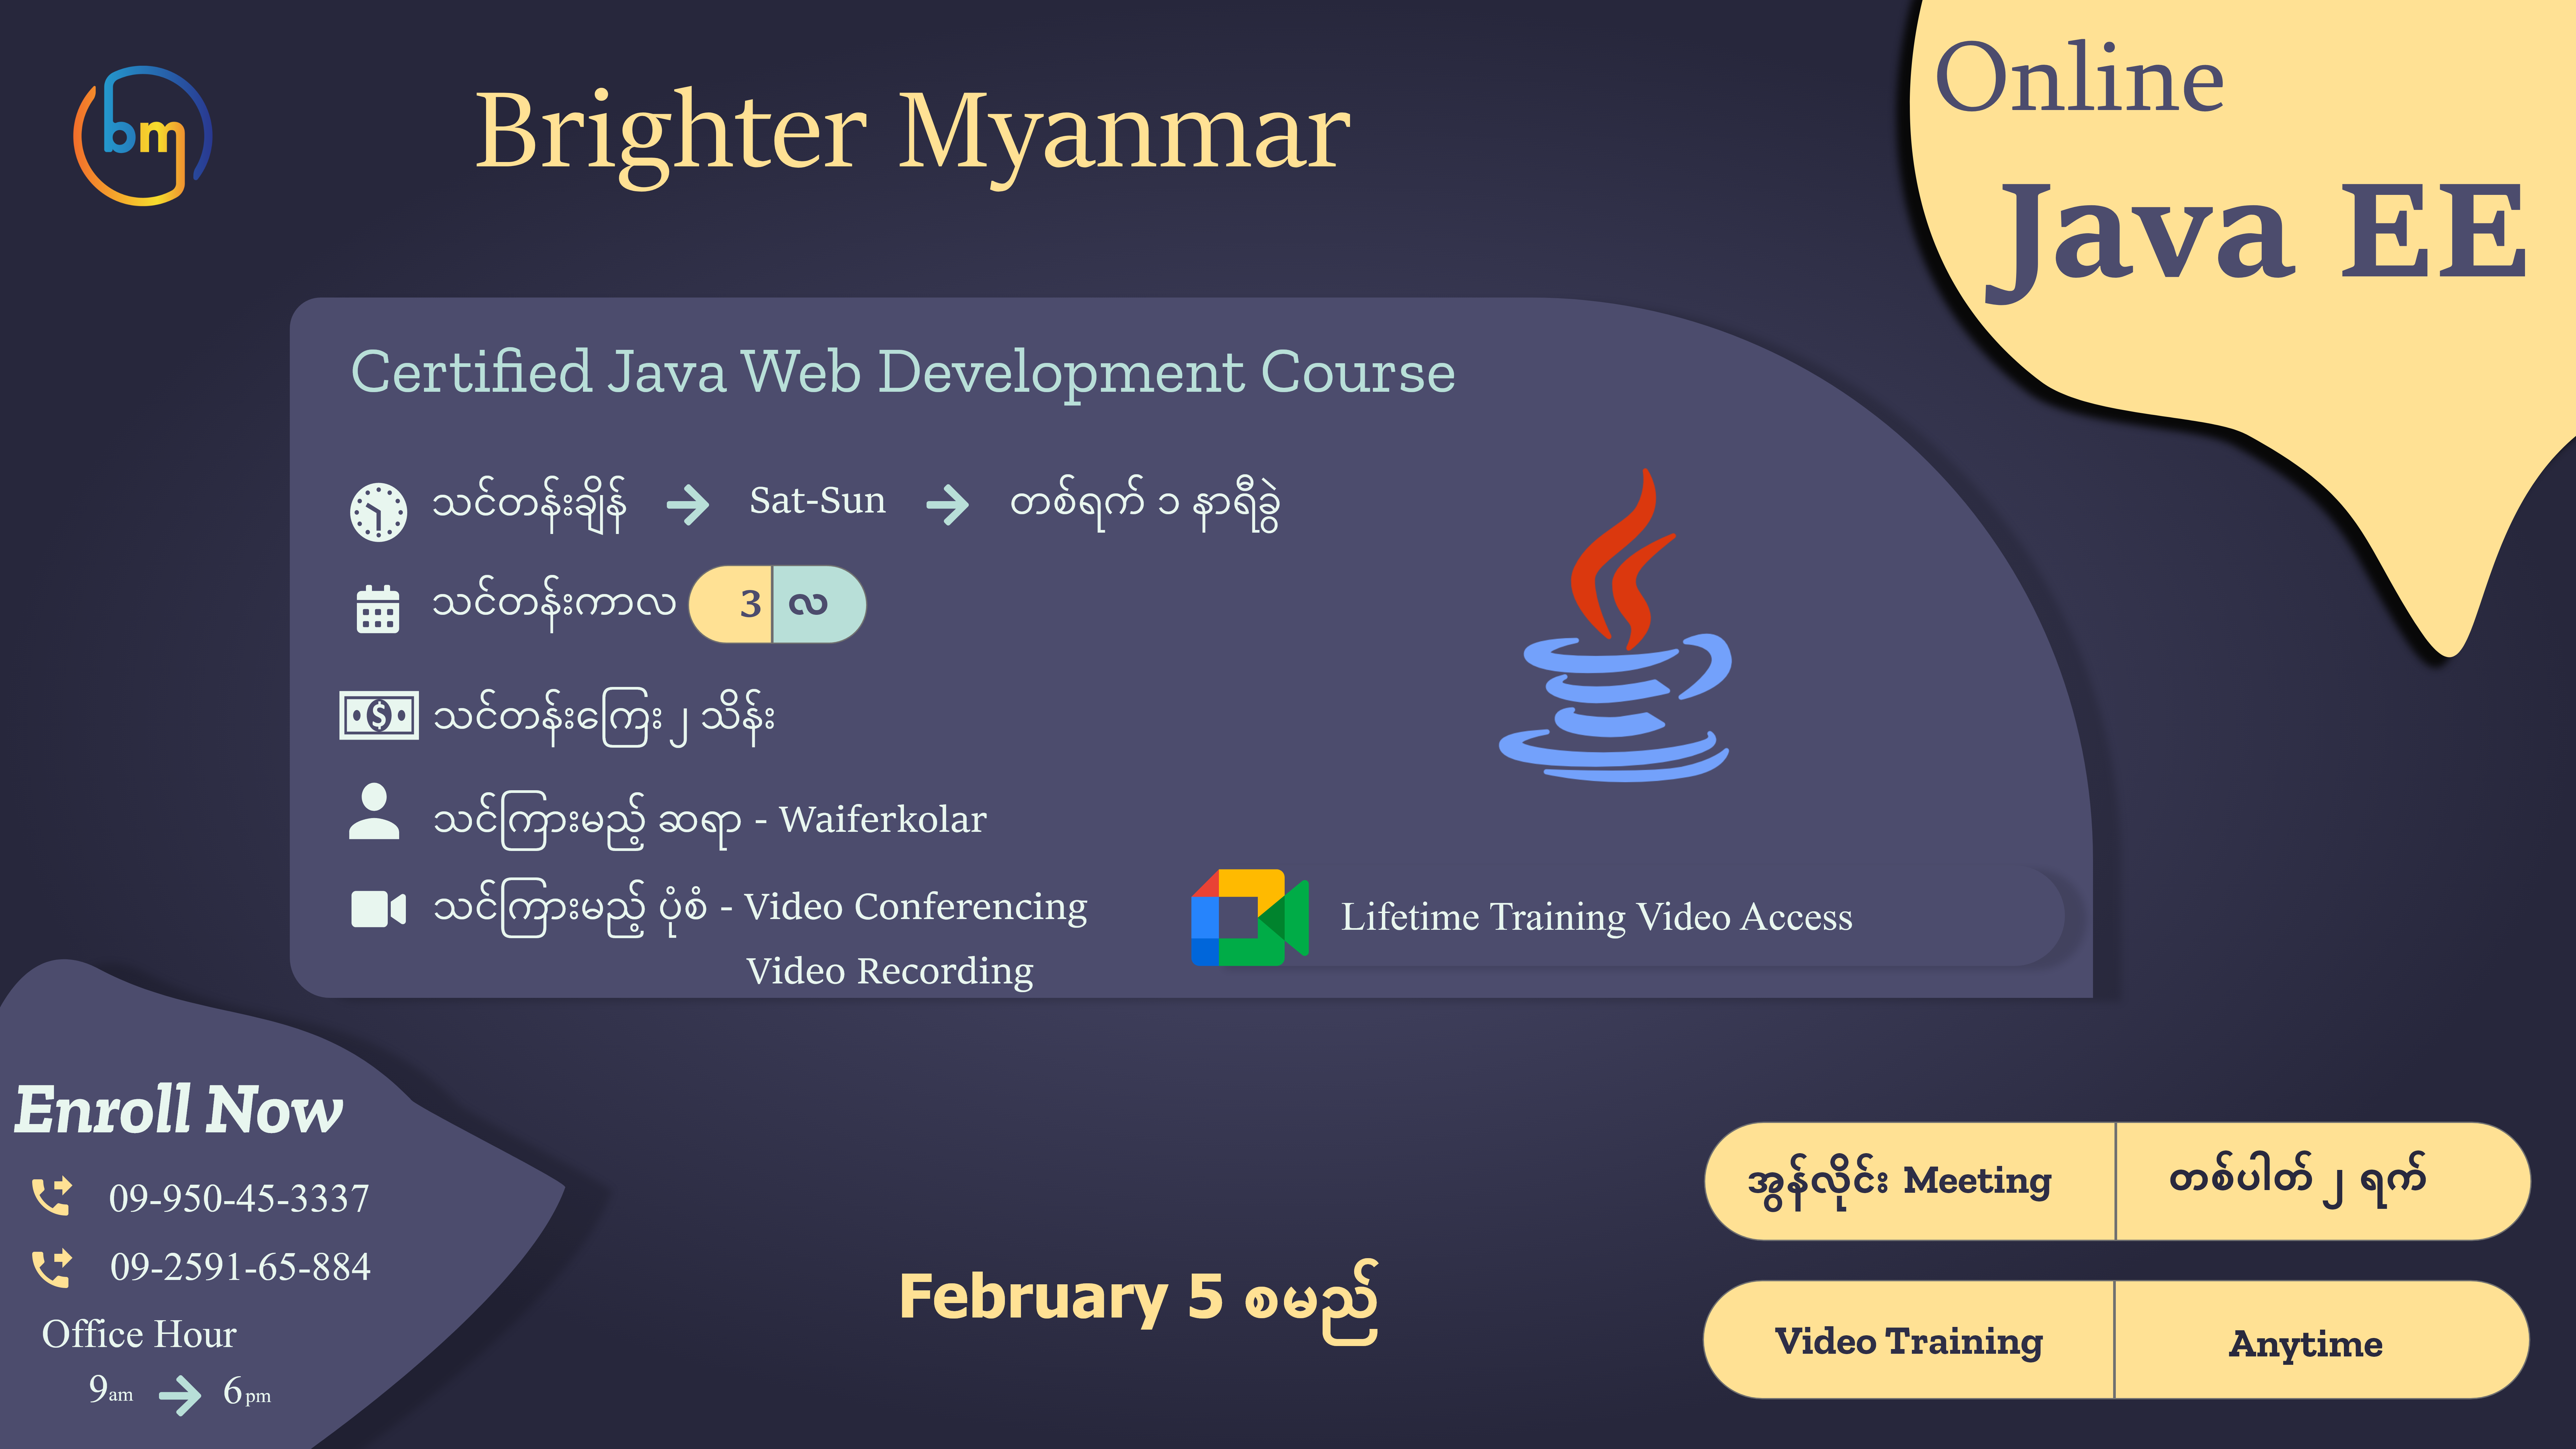 bm
Brighter Myanmar
Online
Java EE
Certified Java Web Development Course
သင်တန်းချိန် Sat-Sun တစ်ရက် ၁ နာရီခွဲ
သင်တန်းကာလ 3 လ
သင်တန်းကြေး ၂ သိန်း
သင်ကြားမည့် ဆရာ - Waiferkolar
သင်ကြားမည့် ပုံစံ - Video Conferencing
Video Recording
Lifetime Training Video Access
Enroll Now
09-950-45-3337
09-2591-65-884
Office Hour
9am 6pm
February 5 စမည်
အွန်လိုင်း Meeting တစ်ပါတ် ၂ ရက်
Video Training Anytime